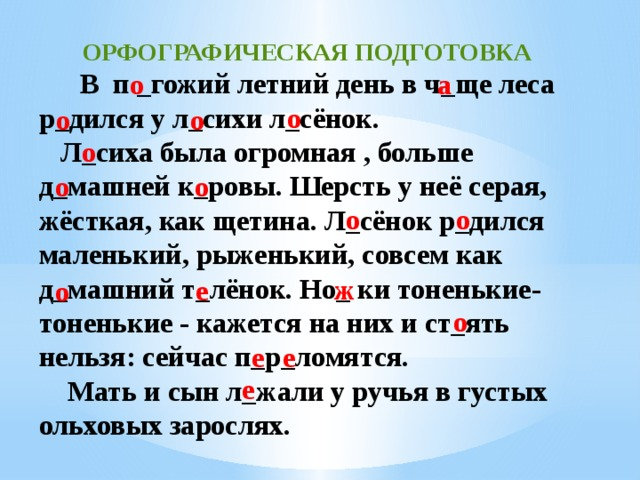 ОРФОГРАФИЧЕСКАЯ ПОДГОТОВКА
В погожий летний день в чаще леса
родился у лосихи лосёнок.
Лосиха была огромная , больше
домашней коровы. Шерсть у неё серая,
жёсткая, как щетина. Лосёнок родился
маленький, рыженький, совсем как
домашний телёнок. Ножки тоненькие-
тоненькие - кажется на них и стоять
нельзя: сейчас переломятся.
Мать и сын лежали у ручья в густых
ольховых зарослях.